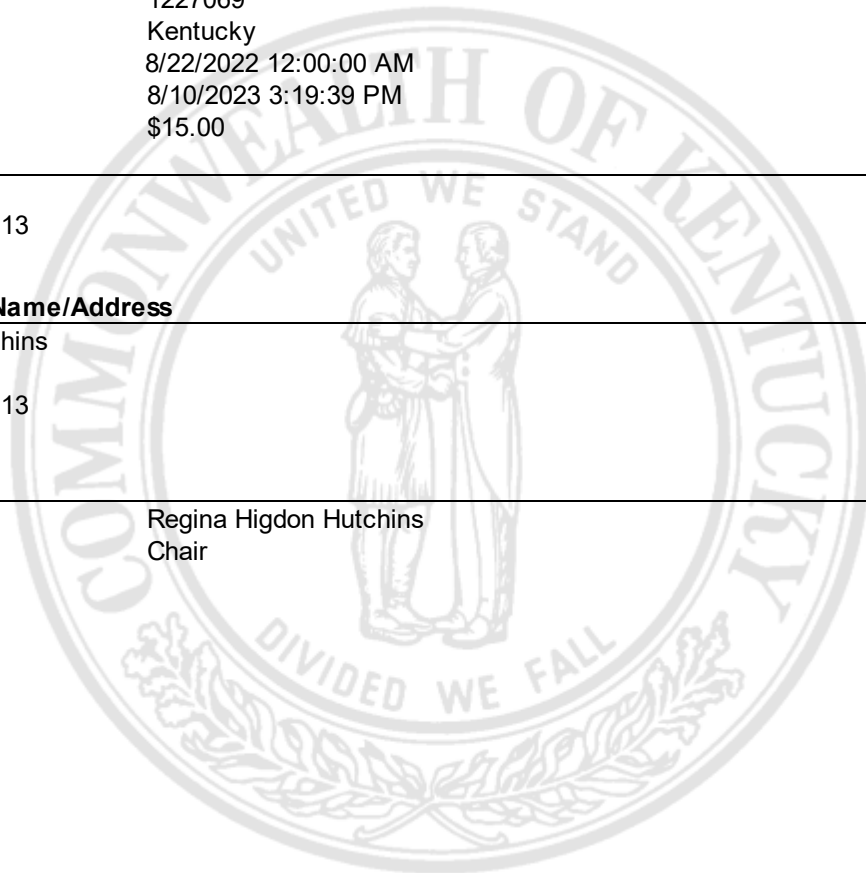 1227069
Kentucky
8/22/2022 12:00:00 AM
8/10/2023 3:19:39 PM
$15.00
13
Name/Address
hins
13
Regina Higdon Hutchins
Chair
COMMONWEALTH OF KENTUCKY
UNITED WE STAND
DIVIDED WE FALL